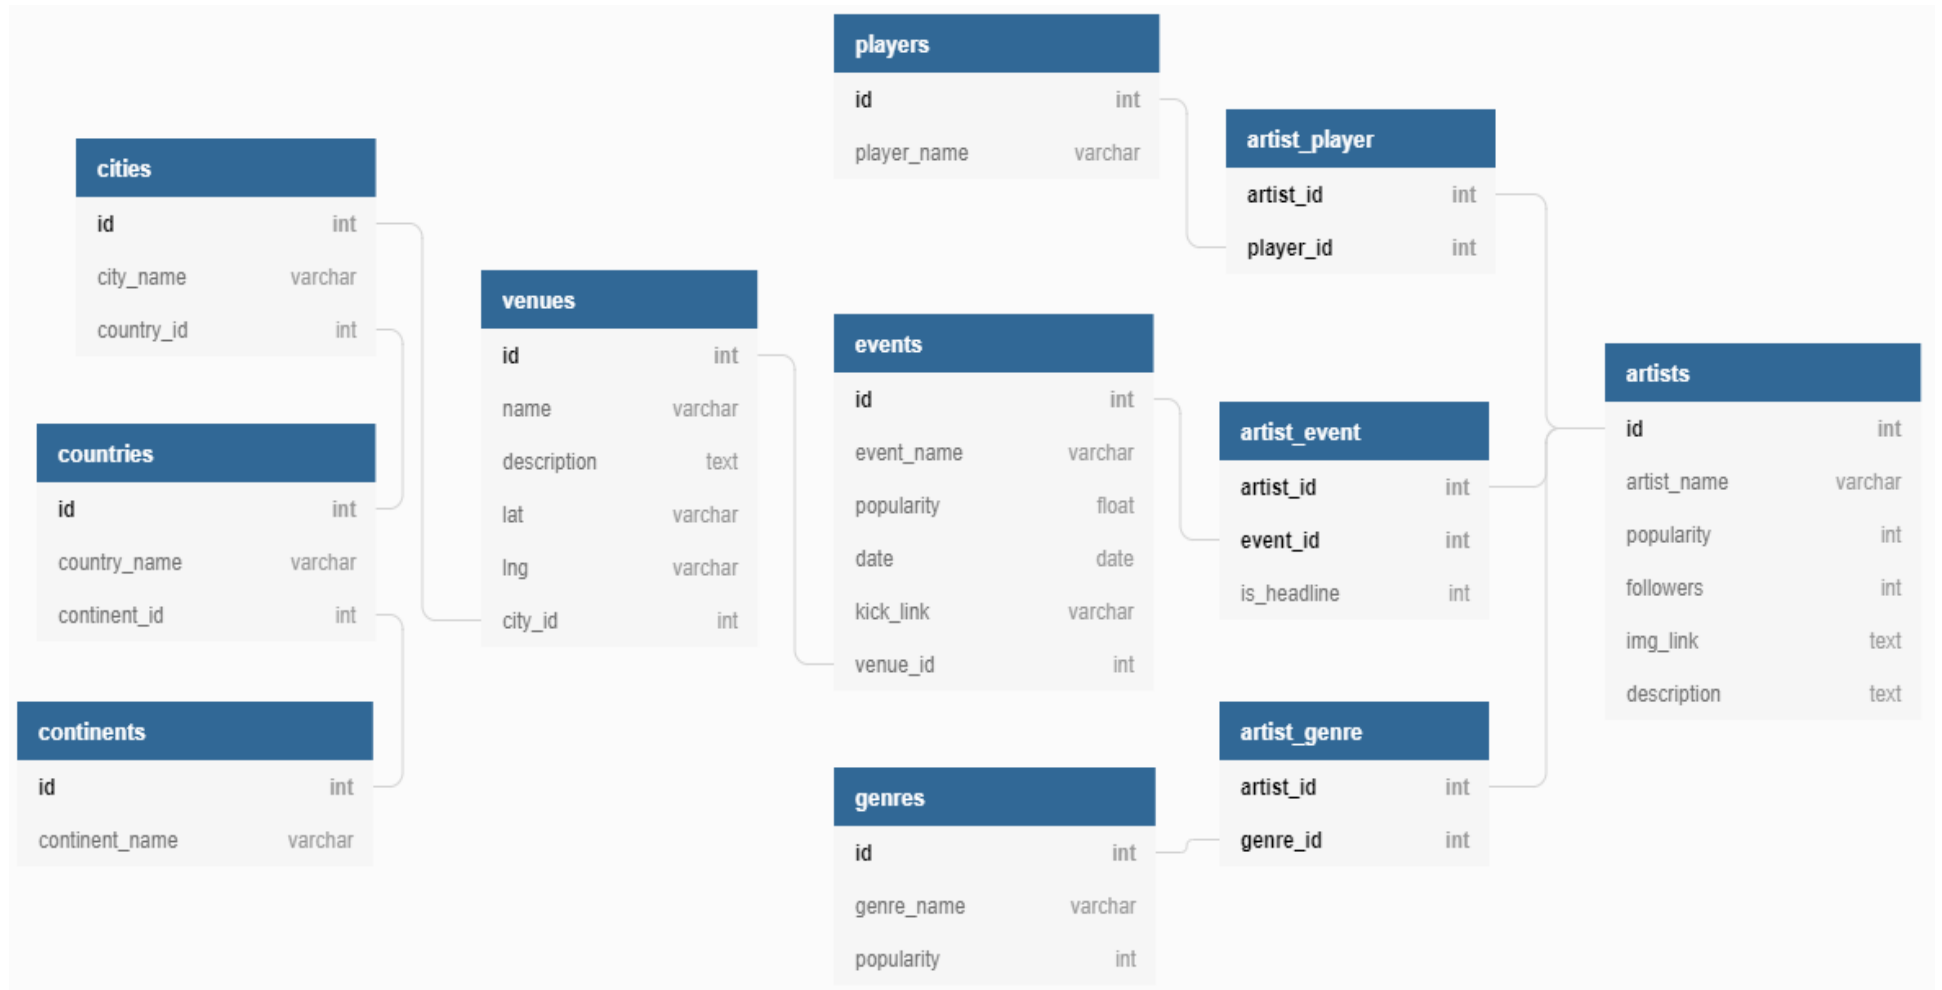 players
id int
player_name varchar
artist_player
artist_id int
player_id int
cities
id int
city_name varchar
country_id int
venues
id int
name varchar
description text
lat varchar
lng varchar
city_id int
events
id int
event_name varchar
popularity float
date date
kick_link varchar
venue_id int
artists
id int
artist_name varchar
popularity int
followers int
img_link text
description text
artist_event
artist_id int
event_id int
is_headline int
countries
id int
country_name varchar
continent_id int
continents
id int
continent_name varchar
genres
id int
genre_name varchar
popularity int
artist_genre
artist_id int
genre_id int